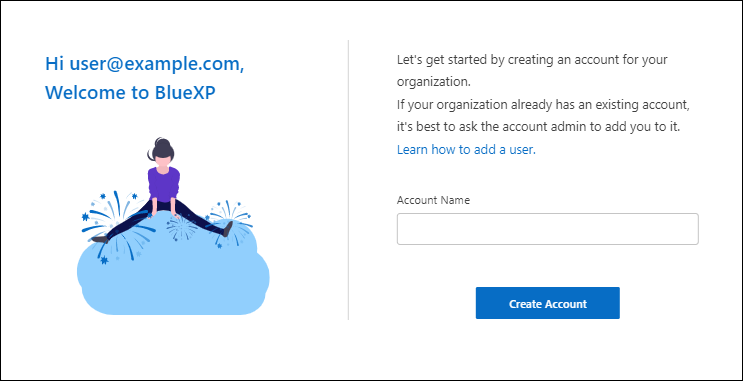 Hi user@example.com,
Welcome to BlueXP
Let's get started by creating an account for your
organization.
If your organization already has an existing account,
it's best to ask the account admin to add you to it.
Learn how to add a user.
Account Name
Create Account